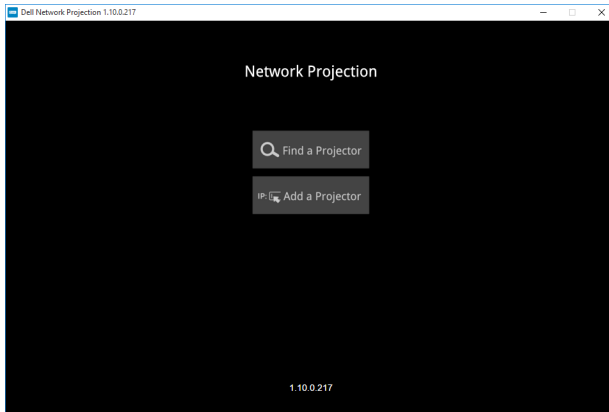 Dell Network Projection 1.10.0.217
Network Projection
Find a Projector
IP: Add a Projector
1.10.0.217